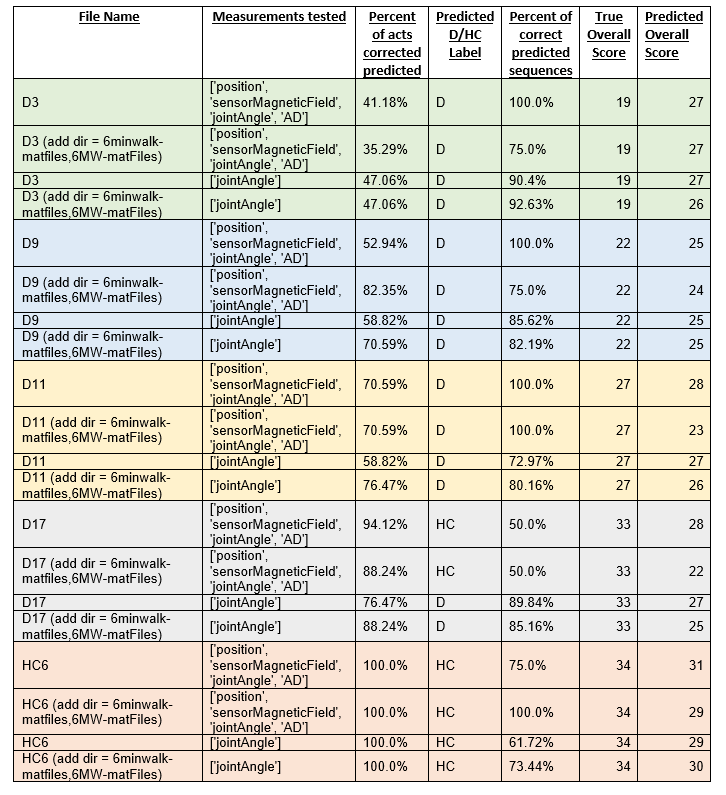 File Name Measurements tested Percent of acts corrected predicted Predicted D/HC Label Percent of correct predicted sequences True Overall Score Predicted Overall Score
D3 ['position', 'sensorMagneticField', 'jointAngle', 'AD'] 41.18% D 100.0% 19 27
D3 (add dir = 6minwalk-matfiles,6MW-matFiles) ['position', 'sensorMagneticField', 'jointAngle', 'AD'] 35.29% D 75.0% 19 27
D3 ['jointAngle'] 47.06% D 90.4% 19 27
D3 (add dir = 6minwalk-matfiles,6MW-matFiles) ['jointAngle'] 47.06% D 92.63% 19 26
D9 ['position', 'sensorMagneticField', 'jointAngle', 'AD'] 52.94% D 100.0% 22 25
D9 (add dir = 6minwalk-matfiles,6MW-matFiles) ['position', 'sensorMagneticField', 'jointAngle', 'AD'] 82.35% D 75.0% 22 24
D9 ['jointAngle'] 58.82% D 85.62% 22 25
D9 (add dir = 6minwalk-matfiles,6MW-matFiles) ['jointAngle'] 70.59% D 82.19% 22 25
D11 ['position', 'sensorMagneticField', 'jointAngle', 'AD'] 70.59% D 100.0% 27 28
D11 (add dir = 6minwalk-matfiles,6MW-matFiles) ['position', 'sensorMagneticField', 'jointAngle', 'AD'] 70.59% D 100.0% 27 23
D11 ['jointAngle'] 58.82% D 72.97% 27 27
D11 (add dir = 6minwalk-matfiles,6MW-matFiles) ['jointAngle'] 76.47% D 80.16% 27 26
D17 ['position', 'sensorMagneticField', 'jointAngle', 'AD'] 94.12% HC 50.0% 33 28
D17 (add dir = 6minwalk-matfiles,6MW-matFiles) ['position', 'sensorMagneticField', 'jointAngle', 'AD'] 88.24% HC 50.0% 33 22
D17 ['jointAngle'] 76.47% D 89.84% 33 27
D17 (add dir = 6minwalk-matfiles,6MW-matFiles) ['jointAngle'] 88.24% D 85.16% 33 25
HC6 ['position', 'sensorMagneticField', 'jointAngle', 'AD'] 100.0% HC 75.0% 34 31
HC6 (add dir = 6minwalk-matfiles,6MW-matFiles) ['position', 'sensorMagneticField', 'jointAngle', 'AD'] 100.0% HC 100.0% 34 29
HC6 ['jointAngle'] 100.0% HC 61.72% 34 29
HC6 (add dir = 6minwalk-matfiles,6MW-matFiles) ['jointAngle'] 100.0% HC 73.44% 34 30